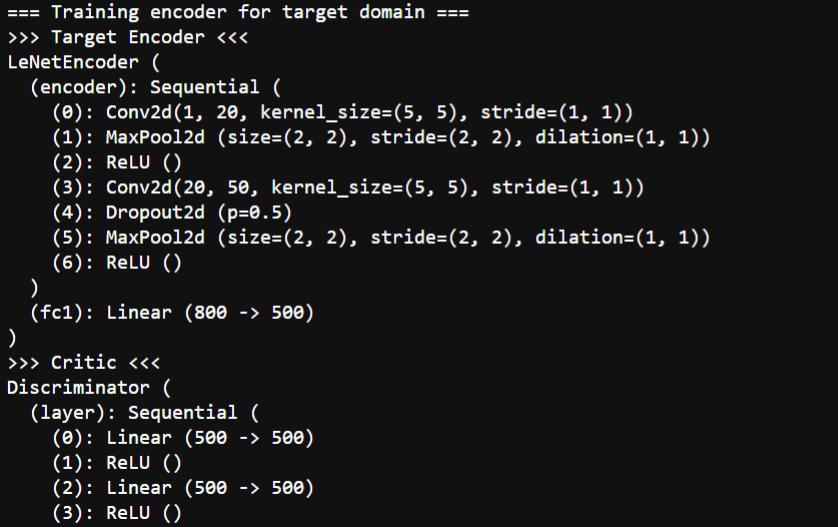 === Training encoder for target domain ===
>>> Target Encoder <<<
LeNetEncoder (
  (encoder): Sequential (
    (0): Conv2d(1, 20, kernel_size=(5, 5), stride=(1, 1))
    (1): MaxPool2d (size=(2, 2), stride=(2, 2), dilation=(1, 1))
    (2): ReLU ()
    (3): Conv2d(20, 50, kernel_size=(5, 5), stride=(1, 1))
    (4): Dropout2d (p=0.5)
    (5): MaxPool2d (size=(2, 2), stride=(2, 2), dilation=(1, 1))
    (6): ReLU ()
  )
  (fc1): Linear (800 -> 500)
)
>>> Critic <<<
Discriminator (
  (layer): Sequential (
    (0): Linear (500 -> 500)
    (1): ReLU ()
    (2): Linear (500 -> 500)
    (3): ReLU ()